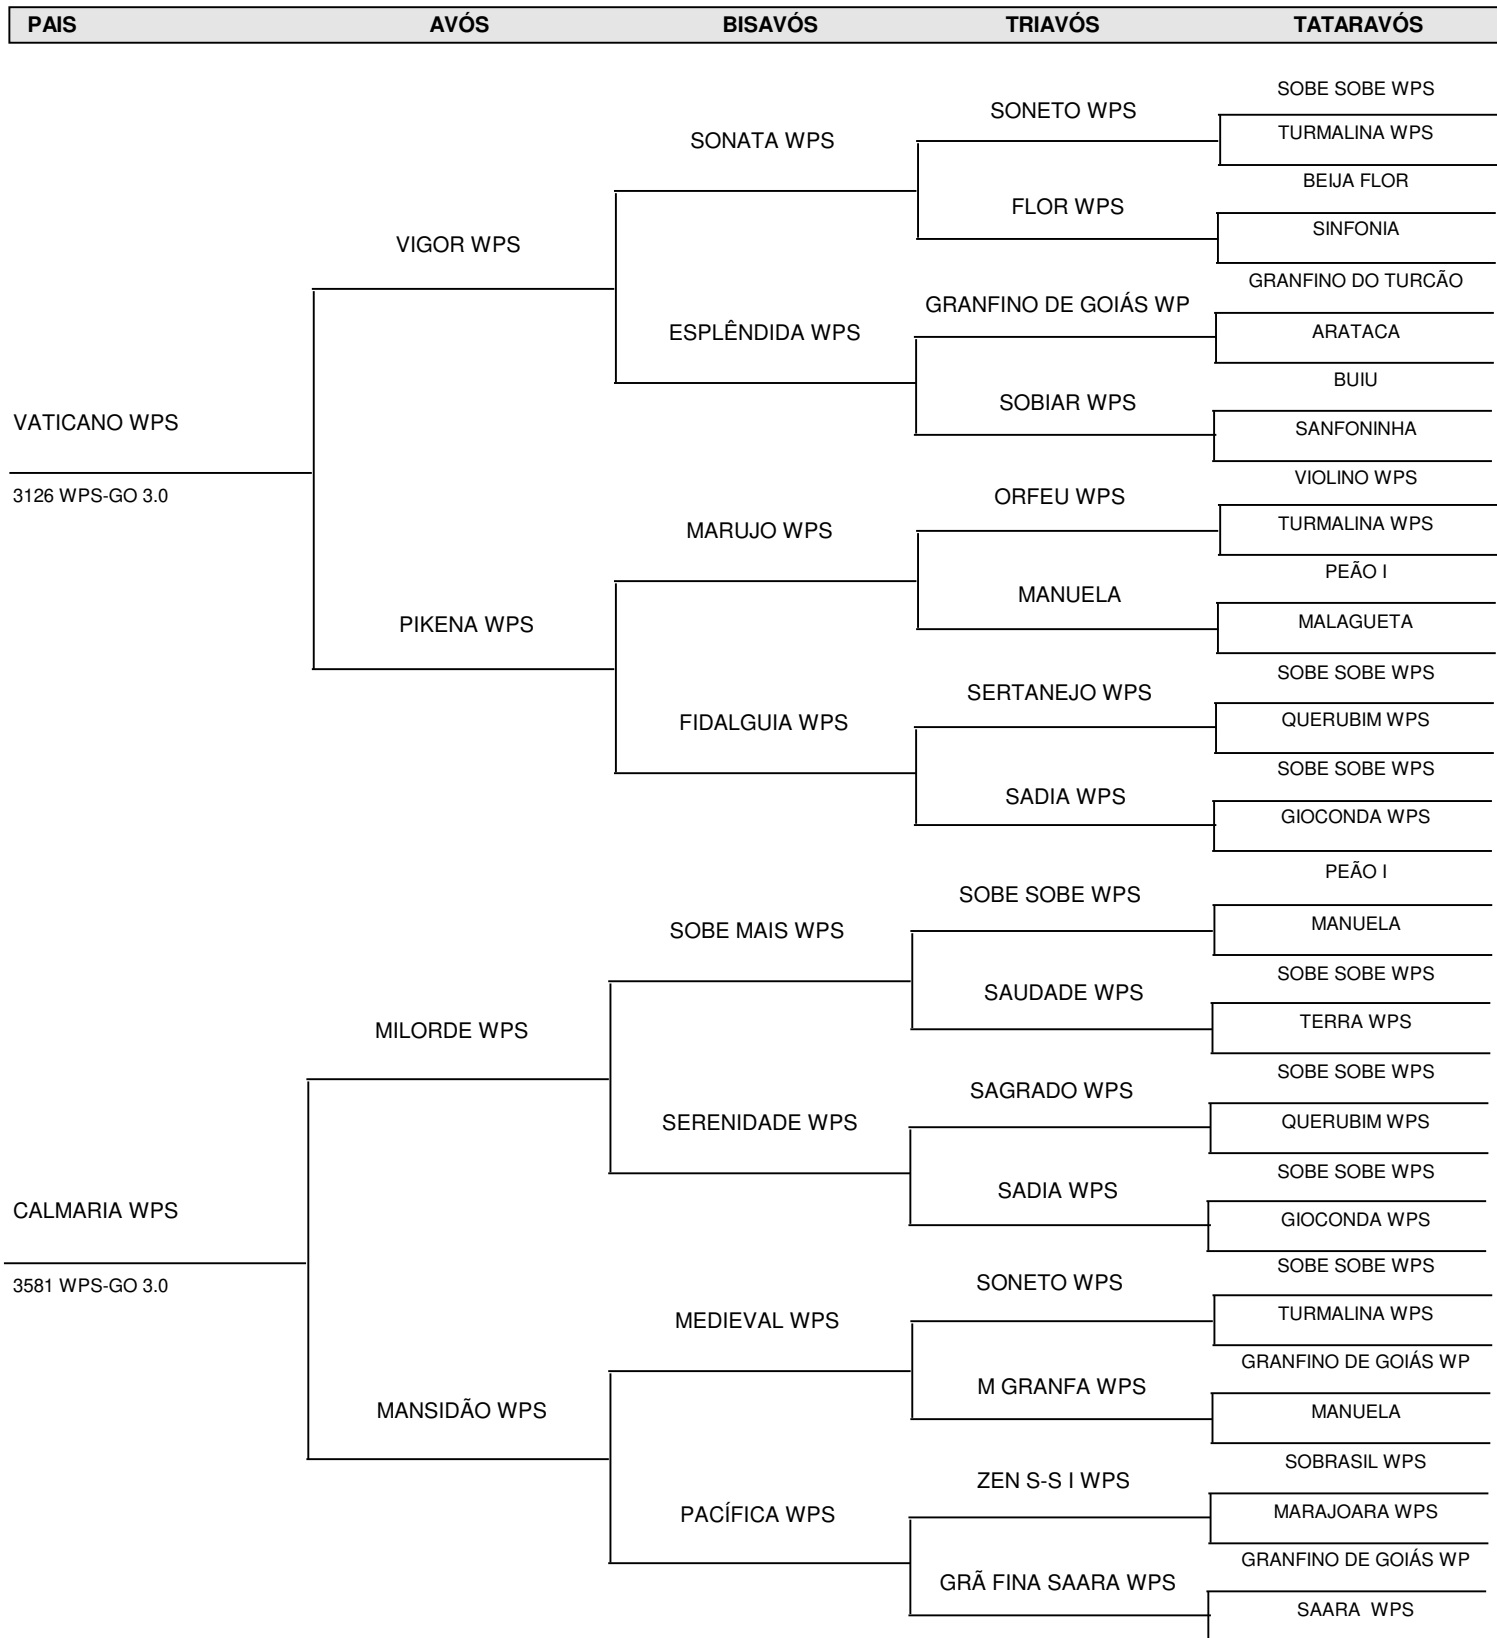 PAIS AVÓS BISAVÓS TRIAVÓS TATARAVÓS
SOBE SOBE WPS
SONETO WPS
TURMALINA WPS
SONATA WPS
BEIJA FLOR
FLOR WPS
SINFONIA
VIGOR WPS
GRANFINO DO TURCÃO
GRANFINO DE GOIÁS WP
ARATACA
ESPLÊNDIDA WPS
BUIU
SOBIAR WPS
SANFONINHA
VATICANO WPS
3126 WPS-GO 3.0
VIOLINO WPS
ORFEU WPS
TURMALINA WPS
MARUJO WPS
PEÃO I
MANUELA
MALAGUETA
PIKENA WPS
SOBE SOBE WPS
SERTANEJO WPS
QUERUBIM WPS
FIDALGUIA WPS
SOBE SOBE WPS
SADIA WPS
GIOCONDA WPS
PEÃO I
SOBE SOBE WPS
MANUELA
SOBE MAIS WPS
SOBE SOBE WPS
SAUDADE WPS
TERRA WPS
MILORDE WPS
SOBE SOBE WPS
SAGRADO WPS
QUERUBIM WPS
SERENIDADE WPS
SOBE SOBE WPS
SADIA WPS
GIOCONDA WPS
CALMARIA WPS
3581 WPS-GO 3.0
SOBE SOBE WPS
SONETO WPS
TURMALINA WPS
MEDIEVAL WPS
GRANFINO DE GOIÁS WP
M GRANFA WPS
MANUELA
MANSIDÃO WPS
SOBRASIL WPS
ZEN S-S I WPS
MARAJOARA WPS
PACÍFICA WPS
GRANFINO DE GOIÁS WP
GRÃ FINA SAARA WPS
SAARA WPS